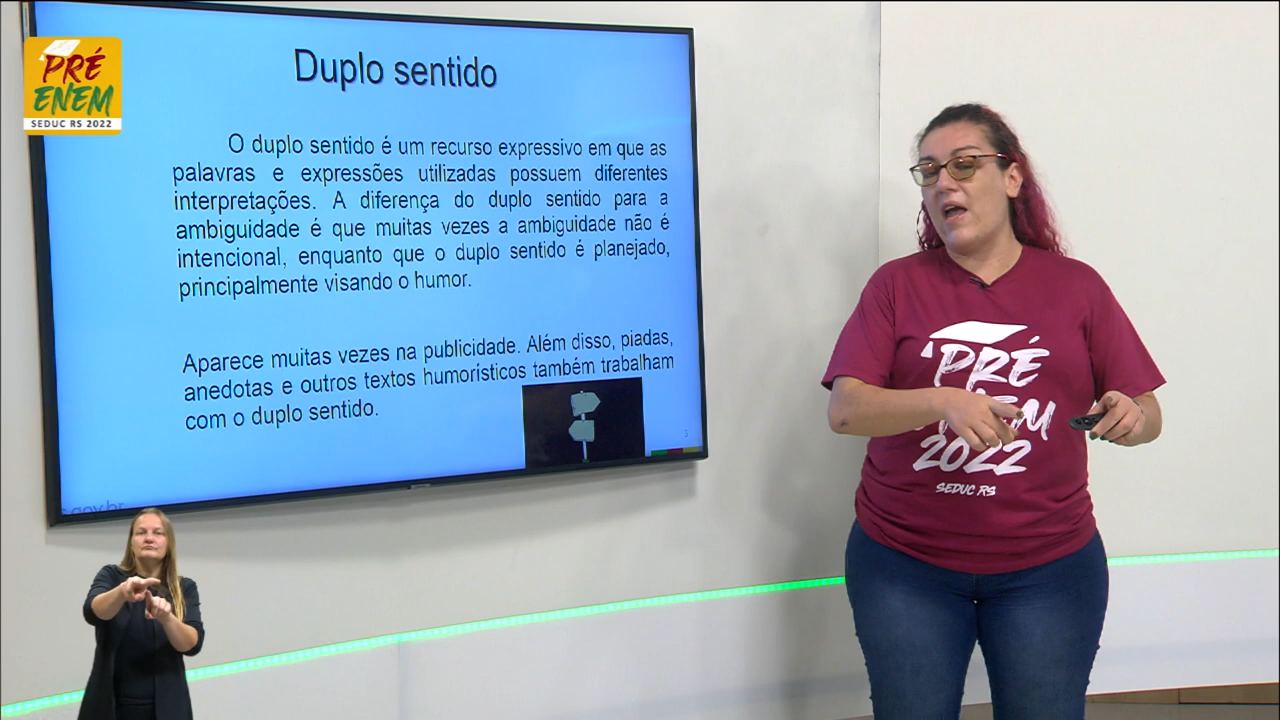 PRÉ
ENEM
SEDUC RS 2022
Duplo sentido
O duplo sentido é um recurso expressivo em que as
palavras e expressões utilizadas possuem diferentes
interpretações. A diferença do duplo sentido para a
ambiguidade é que muitas vezes a ambiguidade não é
intencional, enquanto que o duplo sentido é planejado,
principalmente visando o humor.
Aparece muitas vezes na publicidade. Além disso, piadas,
anedotas e outros textos humorísticos também trabalham
com o duplo sentido.
3
.gov.br
PRÉ
2022
SEDUC RS